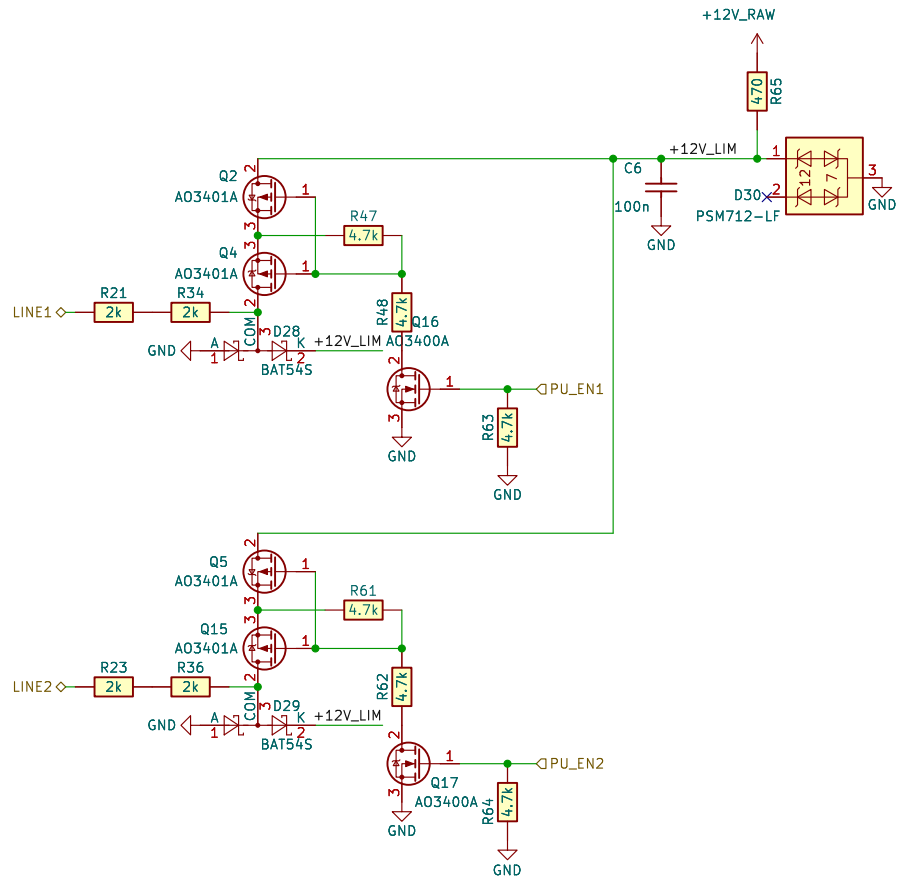 +12V_RAW
470
R65
+12V_LIM
1
2
3
12
7
D30
PSM712-LF
GND
C6
100n
GND
2
Q2
AO3401A
1
3
R47
4.7k
3
Q4
AO3401A
1
2
R21
2k
R34
2k
LINE1
COM
3
D28
GND
A
1
K
2
BAT54S
+12V_LIM
R48
4.7k
Q16
AO3400A
2
1
3
GND
PU_EN1
R63
4.7k
GND
2
Q5
AO3401A
1
3
R61
4.7k
3
Q15
AO3401A
1
2
R23
2k
R36
2k
LINE2
COM
3
D29
GND
A
1
K
2
BAT54S
+12V_LIM
R62
4.7k
2
1
3
Q17
AO3400A
GND
PU_EN2
R64
4.7k
GND